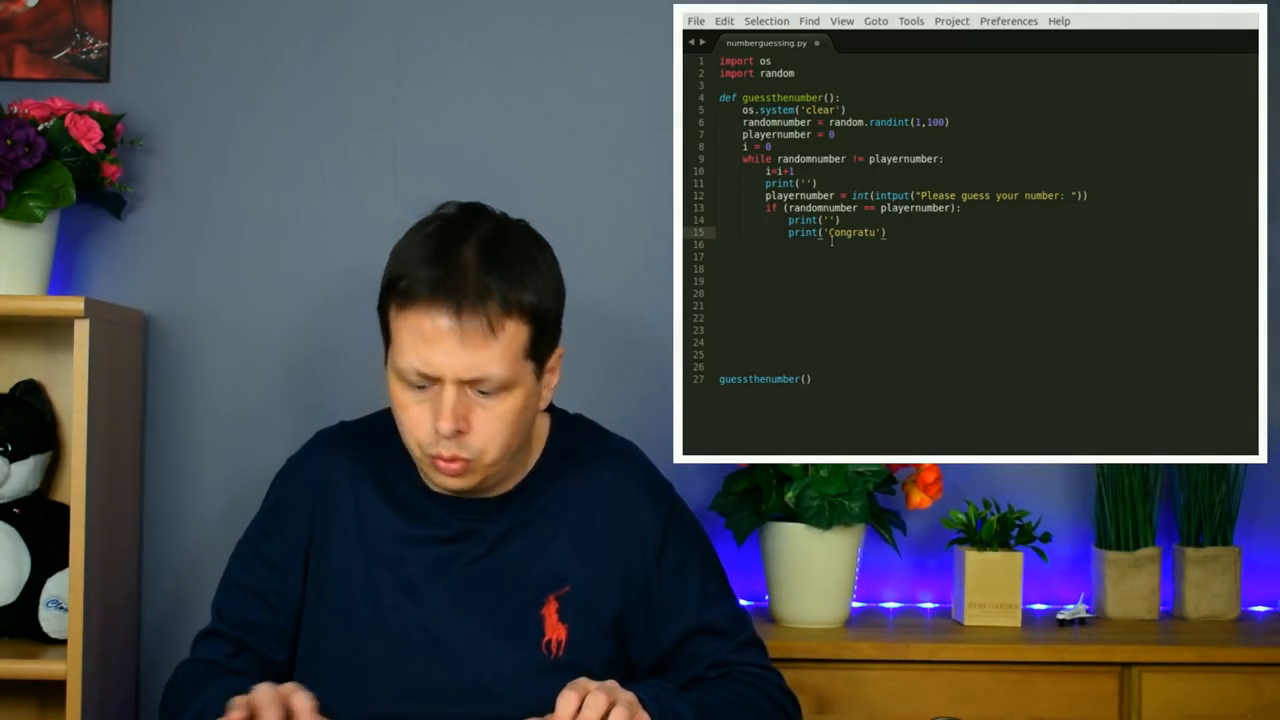 File Edit Selection Find View Goto Tools Project Preferences Help
numberguessing.py
1 import os
2 import random
3
4 def guessthenumber():
5 os.system('clear')
6 randomnumber = random.randint(1,100)
7 playernumber = 0
8 i = 0
9 while randomnumber != playernumber:
10 i=i+1
11 print('')
12 playernumber = int(intput("Please guess your number: "))
13 if (randomnumber == playernumber):
14 print('')
15 print('Congratu')
16
17
18
19
20
21
22
23
24
25
26
27 guessthenumber()
HERB GARDEN